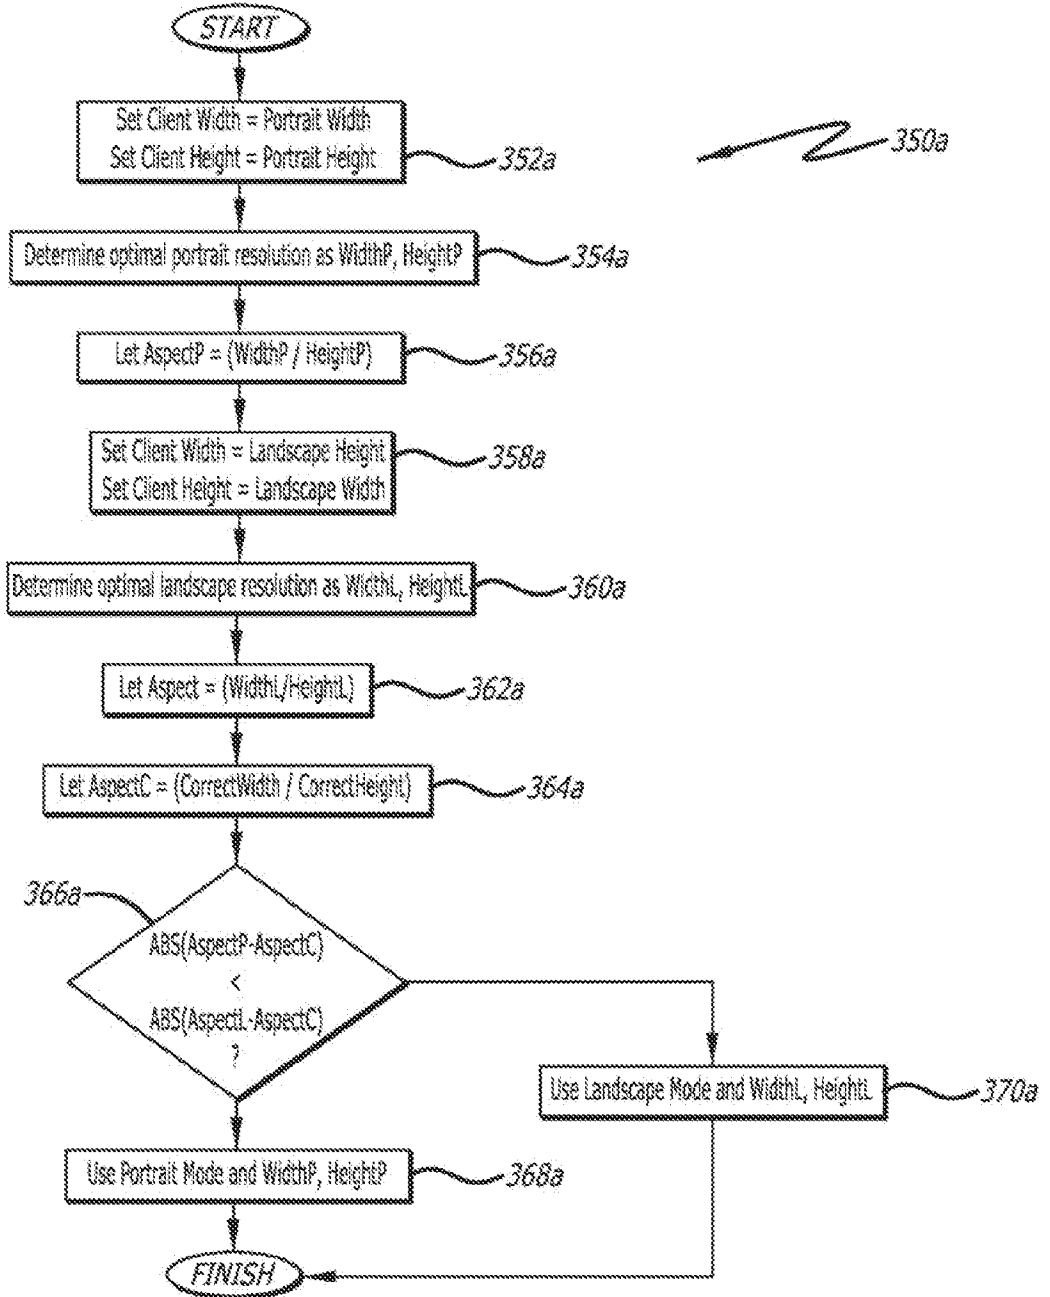 START
Set Client Width = Portrait Width
Set Client Height = Portrait Height
352a
350a
Determine optimal portrait resolution as WidthP, HeightP
354a
Let AspectP = (WidthP / HeightP)
356a
Set Client Width = Landscape Height
Set Client Height = Landscape Width
358a
Determine optimal landscape resolution as WidthL, HeightL
360a
Let Aspect = (WidthL/HeightL)
362a
Let AspectC = (CorrectWidth / CorrectHeight)
364a
366a
ABS(AspectP-AspectC)
<
ABS(AspectL-AspectC)
?
Use Landscape Mode and WidthL, HeightL
370a
Use Portrait Mode and WidthP, HeightP
368a
FINISH